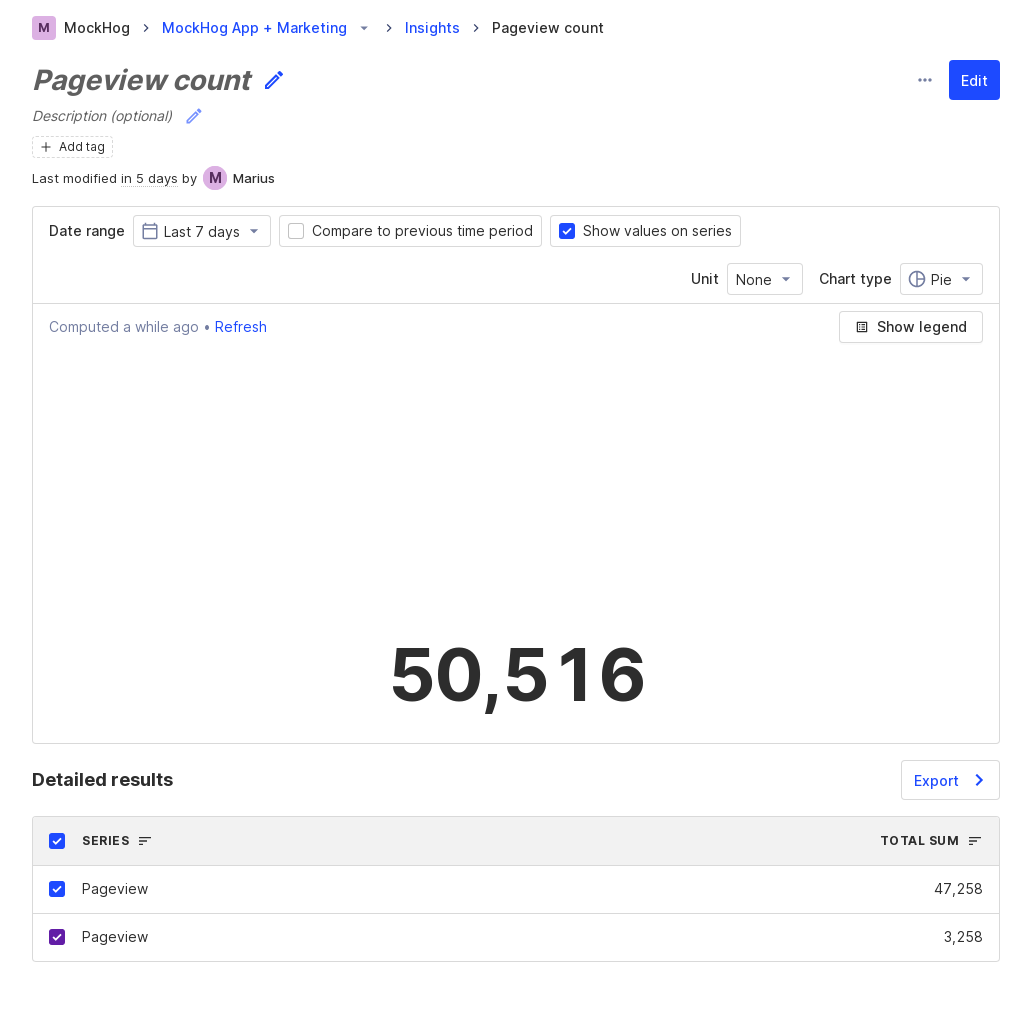 M MockHog MockHog App + Marketing Insights Pageview count
Pageview count
Edit
Description (optional)
Add tag
Last modified in 5 days by M Marius
Date range Last 7 days Compare to previous time period Show values on series
Unit None Chart type Pie
Computed a while ago • Refresh Show legend
50,516
Detailed results Export
SERIES TOTAL SUM
Pageview 47,258
Pageview 3,258